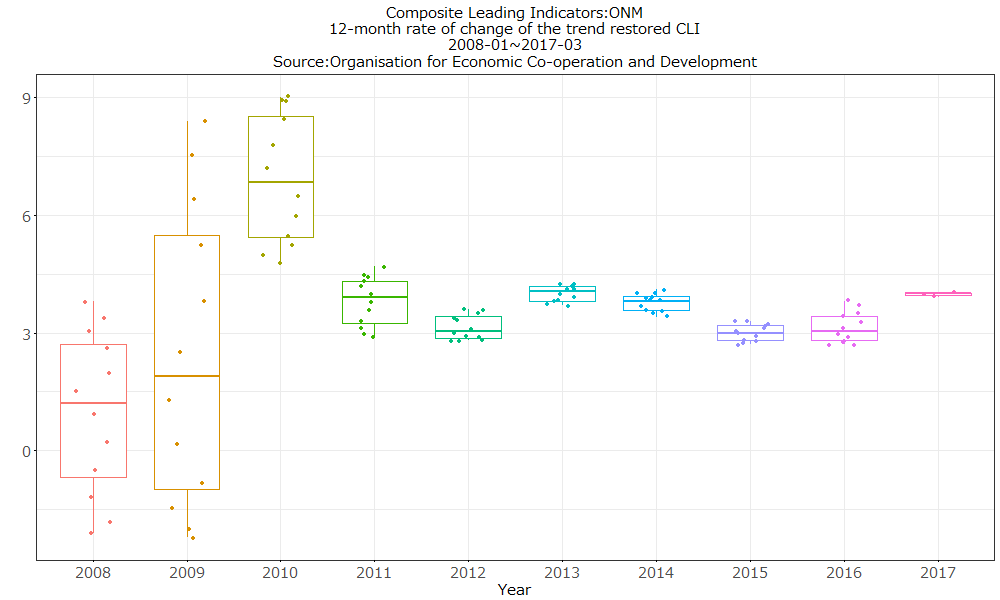 Composite Leading Indicators:ONM
12-month rate of change of the trend restored CLI
2008-01~2017-03
Source:Organisation for Economic Co-operation and Development
9
6
3
0
2008 2009 2010 2011 2012 2013 2014 2015 2016 2017
Year